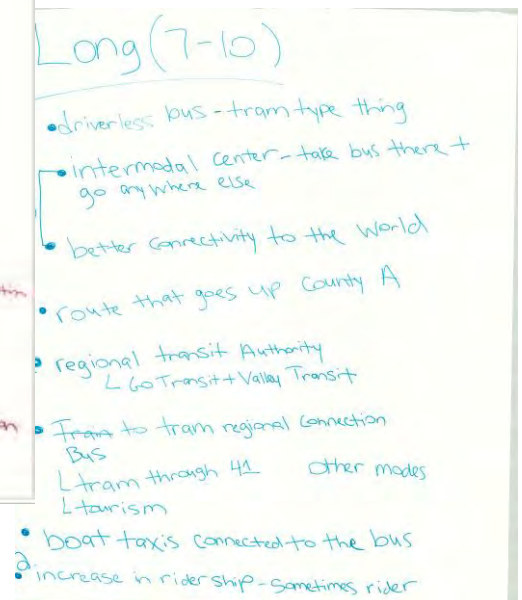 Long (7-10)
• driverless bus - tram type thing
• intermodal center - take bus there +
go anywhere else
• better connectivity to the world
• route that goes up County A
• regional transit Authority
L Go Transit + Valley Transit
• Train to tram regional connection
Bus
L tram through 41 other modes
L tourism
• boat taxis connected to the bus
• increase in ridership - sometimes rider